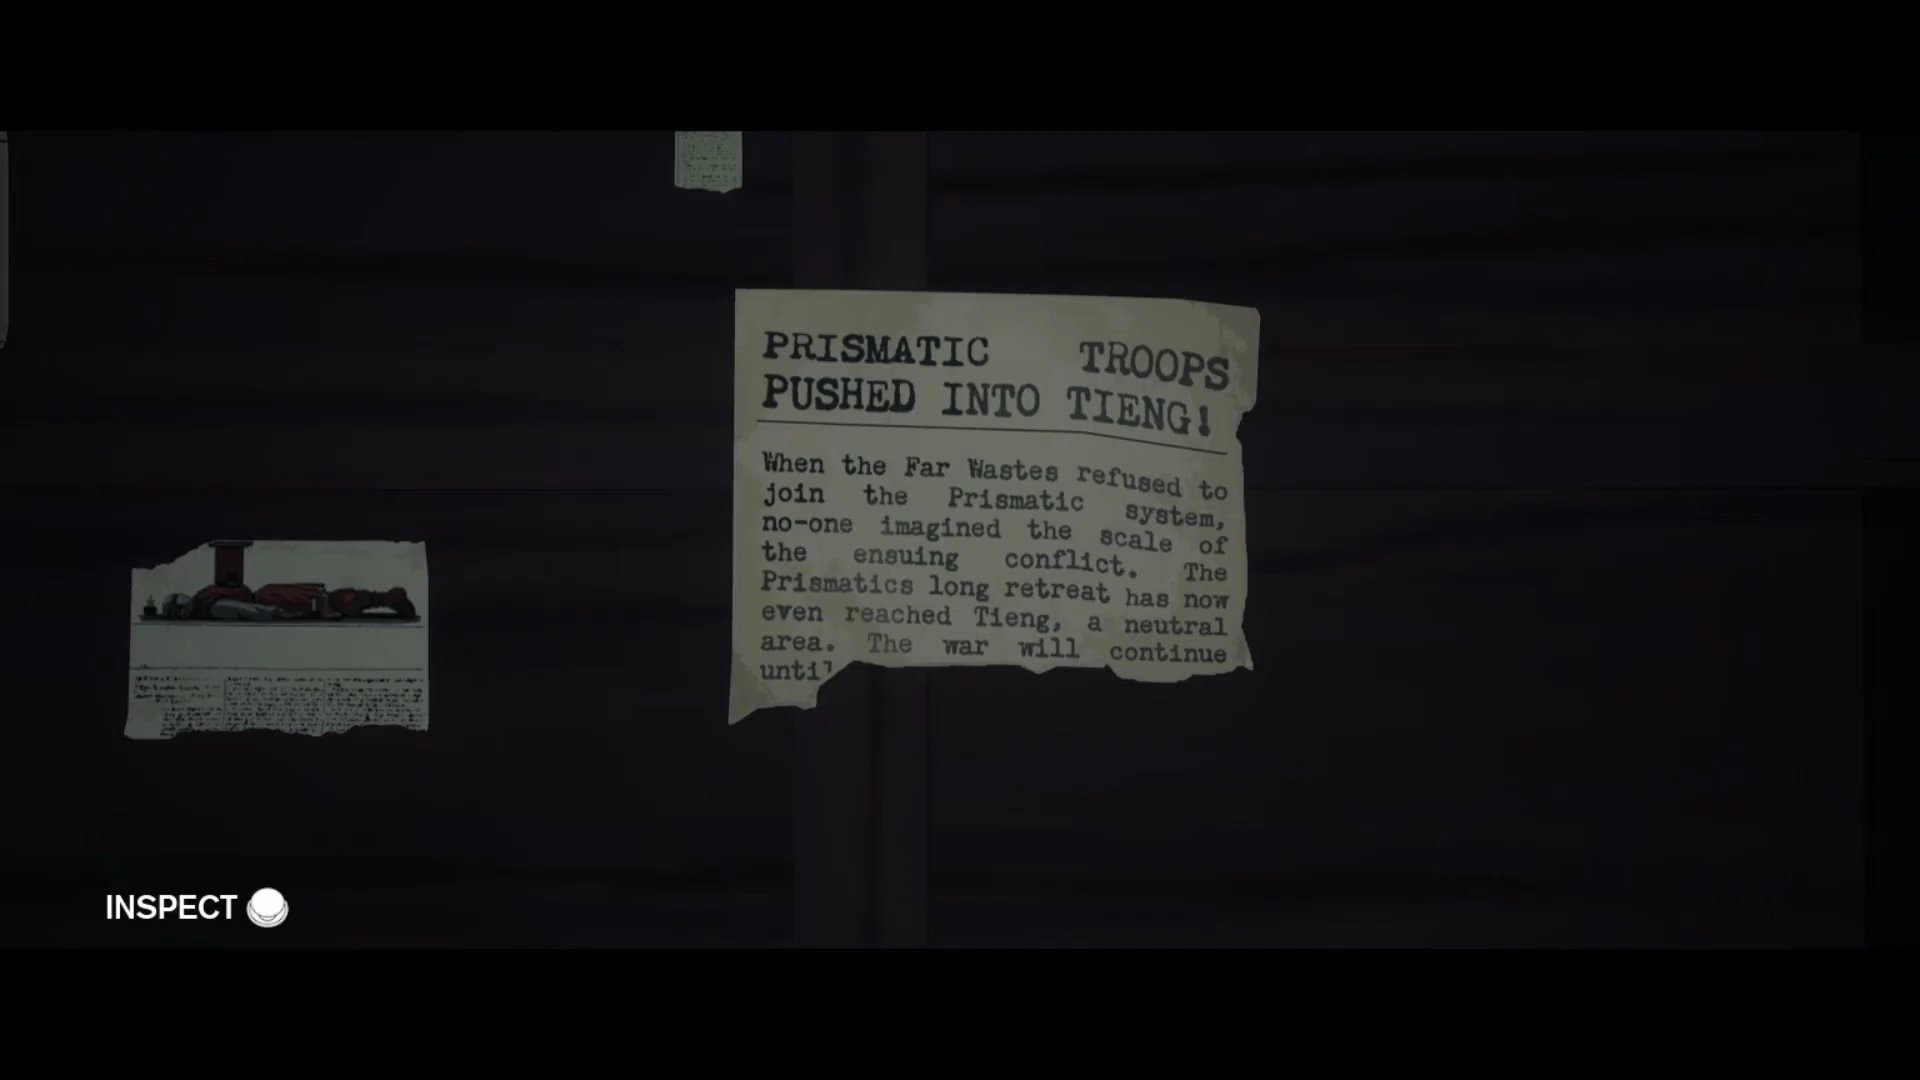 PRISMATIC TROOPS
PUSHED INTO TIENG!
When the Far Wastes refused to
join the Prismatic system,
no-one imagined the scale of
the ensuing conflict. The
Prismatics long retreat has now
even reached Tieng, a neutral
area. The war will continue
until
INSPECT